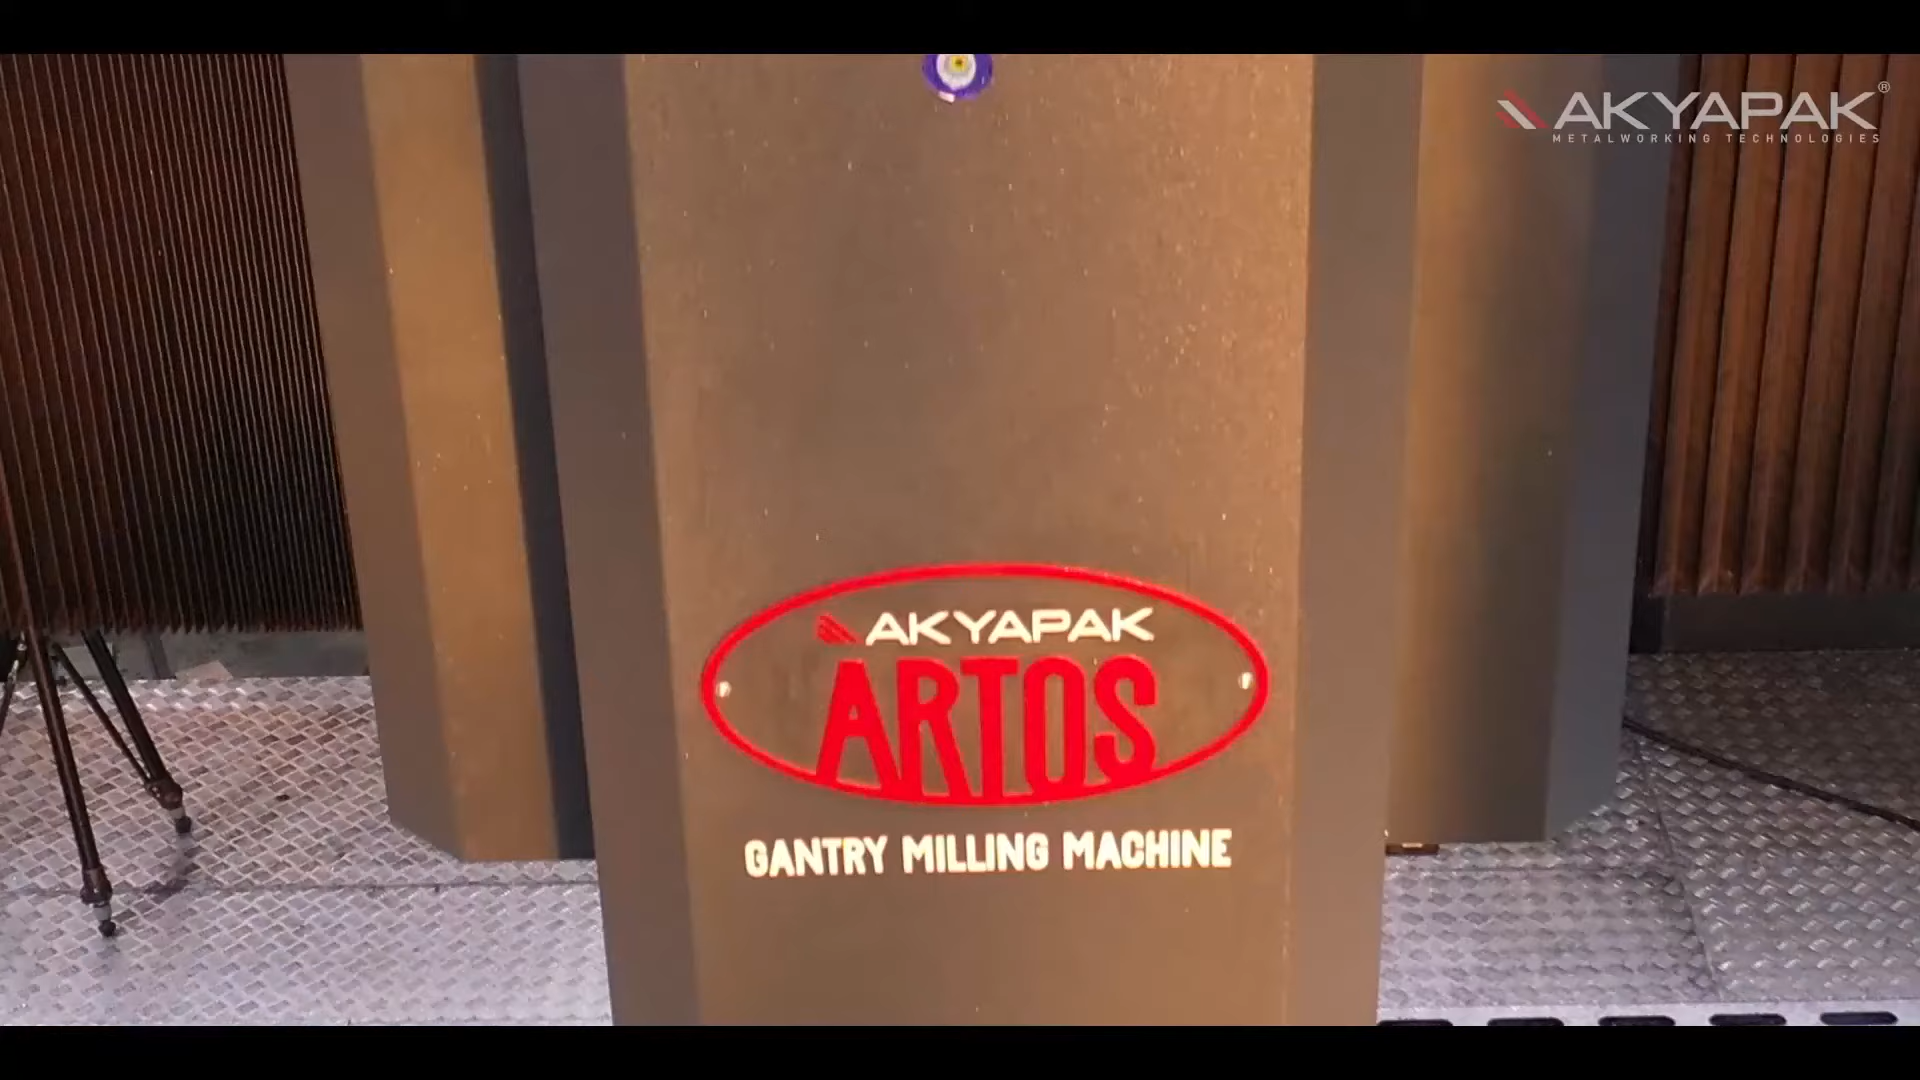 AKYAPAK®
METALWORKING TECHNOLOGIES
AKYAPAK
ARTOS
GANTRY MILLING MACHINE